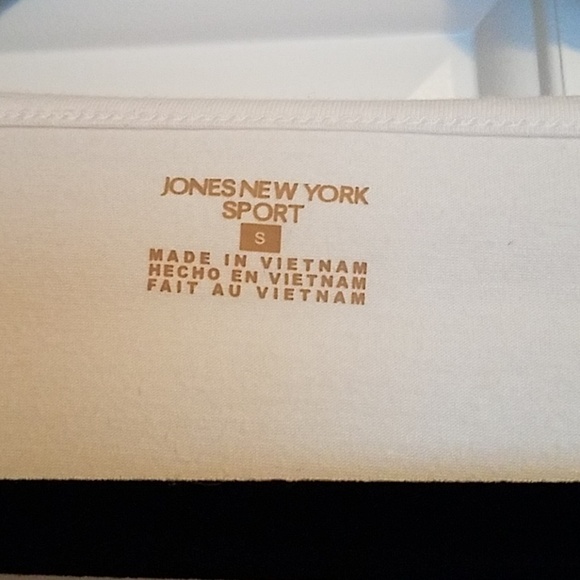 JONES NEW YORK
SPORT
S
MADE IN VIETNAM
HECHO EN VIETNAM
FAIT AU VIETNAM